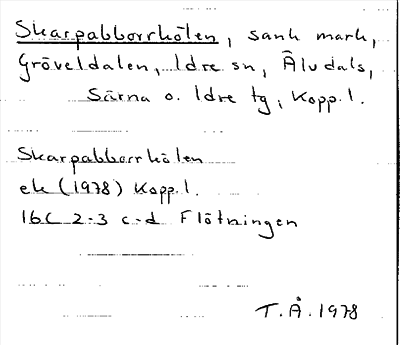 Skarpabborrhölen, sank mark,
Gröveldalen, Idre sn, Älvdals,
Särna o. Idre tg, Kopp.l.
Skarpabborrhölen
ek (1978) Kopp.l.
16C 2-3 c-d Flötningen
T.Å. 1978